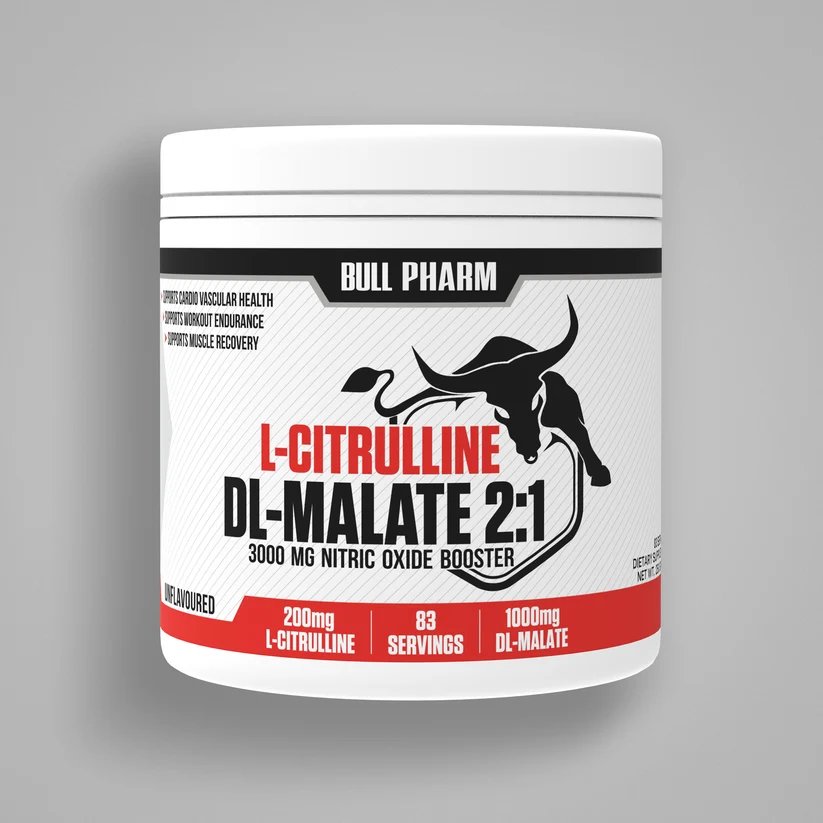 BULL PHARM
SUPPORTS CARDIO VASCULAR HEALTH
SUPPORTS WORKOUT ENDURANCE
SUPPORTS MUSCLE RECOVERY
L-CITRULLINE
DL-MALATE 2:1
3000 MG NITRIC OXIDE BOOSTER
DIETARY
NET WT.
UNFLAVOURED
200mg
L-CITRULLINE
83
SERVINGS
1000mg
DL-MALATE